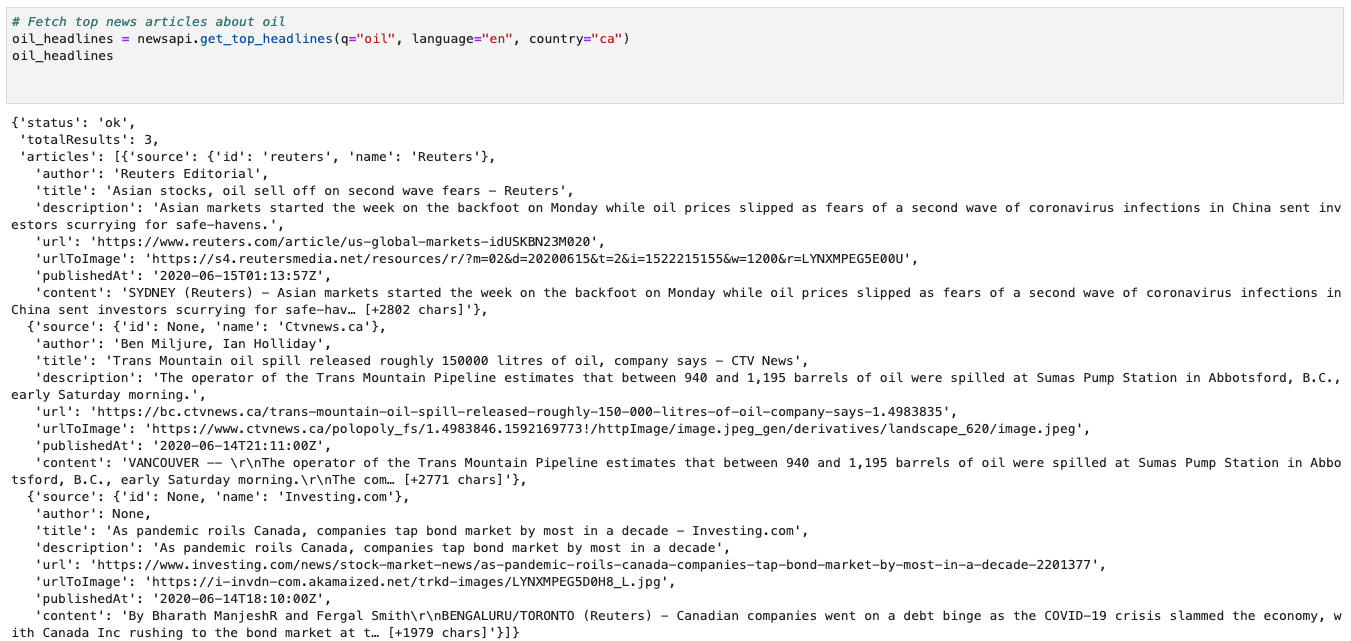 # Fetch top news articles about oil
oil_headlines = newsapi.get_top_headlines(q="oil", language="en", country="ca")
oil_headlines
{'status': 'ok',
 'totalResults': 3,
 'articles': [{'source': {'id': 'reuters', 'name': 'Reuters'},
   'author': 'Reuters Editorial',
   'title': 'Asian stocks, oil sell off on second wave fears - Reuters',
   'description': 'Asian markets started the week on the backfoot on Monday while oil prices slipped as fears of a second wave of coronavirus infections in China sent inv
estors scurrying for safe-havens.',
   'url': 'https://www.reuters.com/article/us-global-markets-idUSKBN23M020',
   'urlToImage': 'https://s4.reutersmedia.net/resources/r/?m=02&d=20200615&t=2&i=1522215155&w=1200&r=LYNXMPEG5E00U',
   'publishedAt': '2020-06-15T01:13:57Z',
   'content': 'SYDNEY (Reuters) - Asian markets started the week on the backfoot on Monday while oil prices slipped as fears of a second wave of coronavirus infections in
China sent investors scurrying for safe-hav… [+2802 chars]'},
  {'source': {'id': None, 'name': 'Ctvnews.ca'},
   'author': 'Ben Miljure, Ian Holliday',
   'title': 'Trans Mountain oil spill released roughly 150000 litres of oil, company says - CTV News',
   'description': 'The operator of the Trans Mountain Pipeline estimates that between 940 and 1,195 barrels of oil were spilled at Sumas Pump Station in Abbotsford, B.C.,
early Saturday morning.',
   'url': 'https://bc.ctvnews.ca/trans-mountain-oil-spill-released-roughly-150-000-litres-of-oil-company-says-1.4983835',
   'urlToImage': 'https://www.ctvnews.ca/polopoly_fs/1.4983846.1592169773!/httpImage/image.jpeg_gen/derivatives/landscape_620/image.jpeg',
   'publishedAt': '2020-06-14T21:11:00Z',
   'content': 'VANCOUVER -- \r\nThe operator of the Trans Mountain Pipeline estimates that between 940 and 1,195 barrels of oil were spilled at Sumas Pump Station in Abbo
tsford, B.C., early Saturday morning.\r\nThe com… [+2771 chars]'},
  {'source': {'id': None, 'name': 'Investing.com'},
   'author': None,
   'title': 'As pandemic roils Canada, companies tap bond market by most in a decade - Investing.com',
   'description': 'As pandemic roils Canada, companies tap bond market by most in a decade',
   'url': 'https://www.investing.com/news/stock-market-news/as-pandemic-roils-canada-companies-tap-bond-market-by-most-in-a-decade-2201377',
   'urlToImage': 'https://i-invdn-com.akamaized.net/trkd-images/LYNXMPEG5D0H8_L.jpg',
   'publishedAt': '2020-06-14T18:10:00Z',
   'content': 'By Bharath ManjeshR and Fergal Smith\r\nBENGALURU/TORONTO (Reuters) - Canadian companies went on a debt binge as the COVID-19 crisis slammed the economy, w
ith Canada Inc rushing to the bond market at t… [+1979 chars]'}]}